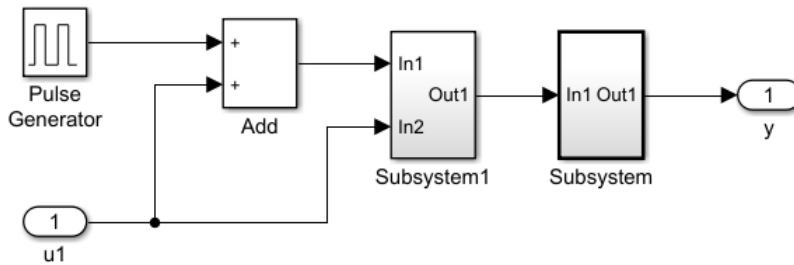 Pulse
Generator
+
+
Add
In1
In2
Out1
Subsystem1
In1 Out1
Subsystem
1
y
1
u1